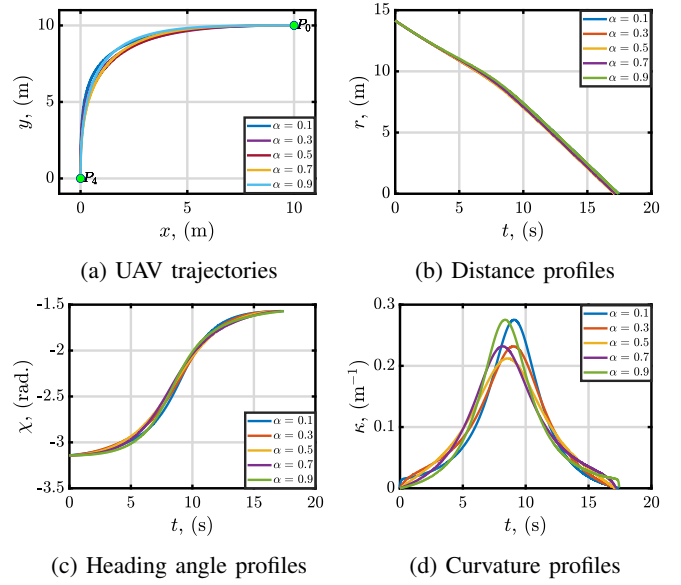 10
5
0
y, (m)
P₀
P₄
α = 0.1
α = 0.3
α = 0.5
α = 0.7
α = 0.9
0 5 10
x, (m)
(a) UAV trajectories
15
10
5
0
r, (m)
α = 0.1
α = 0.3
α = 0.5
α = 0.7
α = 0.9
0 5 10 15 20
t, (s)
(b) Distance profiles
-1.5
-2
-2.5
-3
-3.5
χ, (rad.)
α = 0.1
α = 0.3
α = 0.5
α = 0.7
α = 0.9
0 5 10 15 20
t, (s)
(c) Heading angle profiles
0.3
0.2
0.1
0
κ, (m⁻¹)
α = 0.1
α = 0.3
α = 0.5
α = 0.7
α = 0.9
0 5 10 15 20
t, (s)
(d) Curvature profiles